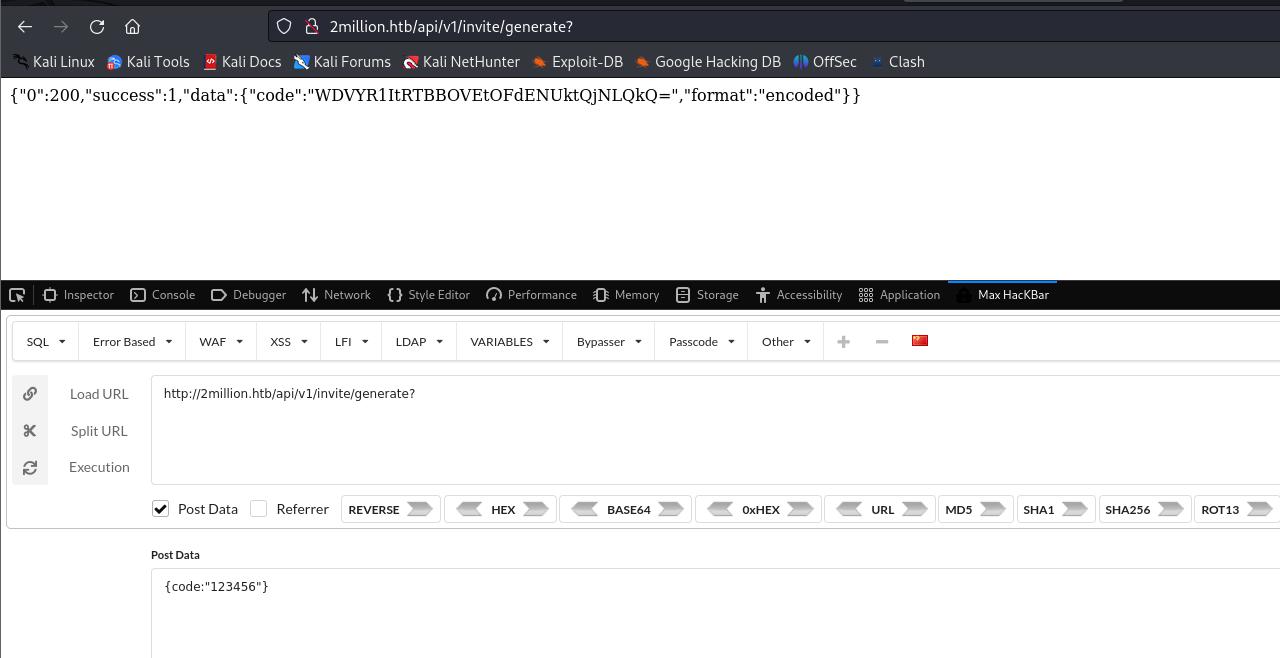 2million.htb/api/v1/invite/generate?
Kali Linux Kali Tools Kali Docs Kali Forums Kali NetHunter Exploit-DB Google Hacking DB OffSec Clash
{"0":200,"success":1,"data":{"code":"WDVYR1ItRTBBOVEtOFdENUktQjNLQkQ=","format":"encoded"}}
Inspector Console Debugger Network Style Editor Performance Memory Storage Accessibility Application Max HacKBar
SQL Error Based WAF XSS LFI LDAP VARIABLES Bypasser Passcode Other
Load URL http://2million.htb/api/v1/invite/generate?
Split URL
Execution
Post Data Referrer REVERSE HEX BASE64 0xHEX URL MD5 SHA1 SHA256 ROT13
Post Data
{code:"123456"}